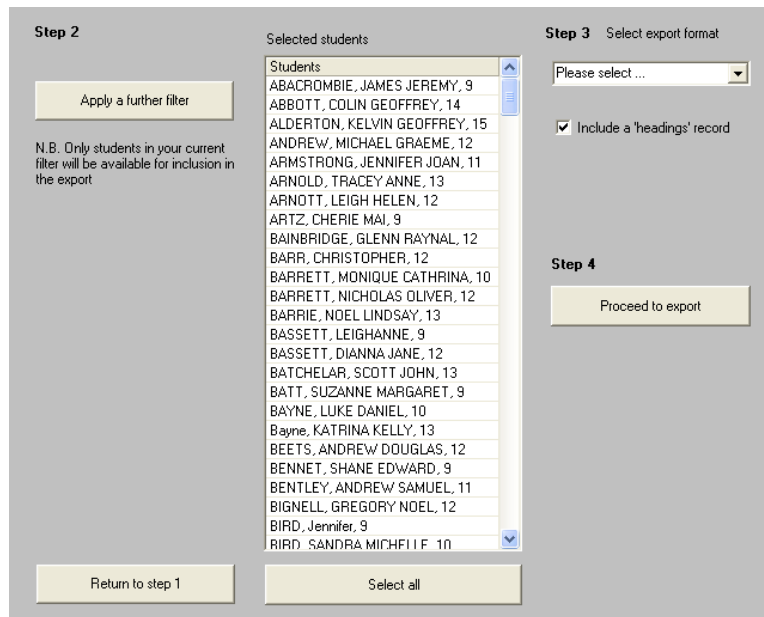 Step 2
Apply a further filter
N.B. Only students in your current
filter will be available for inclusion in
the export
Return to step 1
Selected students
Students
ABACROMBIE, JAMES JEREMY, 9
ABBOTT, COLIN GEOFFREY, 14
ALDERTON, KELVIN GEOFFREY, 15
ANDREW, MICHAEL GRAEME, 12
ARMSTRONG, JENNIFER JOAN, 11
ARNOLD, TRACEY ANNE, 13
ARNOTT, LEIGH HELEN, 12
ARTZ, CHERIE MAI, 9
BAINBRIDGE, GLENN RAYNAL, 12
BARR, CHRISTOPHER, 12
BARRETT, MONIQUE CATHRINA, 10
BARRETT, NICHOLAS OLIVER, 12
BARRIE, NOEL LINDSAY, 13
BASSETT, LEIGHANNE, 9
BASSETT, DIANNA JANE, 12
BATCHELAR, SCOTT JOHN, 13
BATT, SUZANNE MARGARET, 9
BAYNE, LUKE DANIEL, 10
Bayne, KATRINA KELLY, 13
BEETS, ANDREW DOUGLAS, 12
BENNET, SHANE EDWARD, 9
BENTLEY, ANDREW SAMUEL, 11
BIGNELL, GREGORY NOEL, 12
BIRD, Jennifer, 9
BIRD, SANDRA MICHELLE, 10
Select all
Step 3 Select export format
Please select ...
Include a 'headings' record
Step 4
Proceed to export